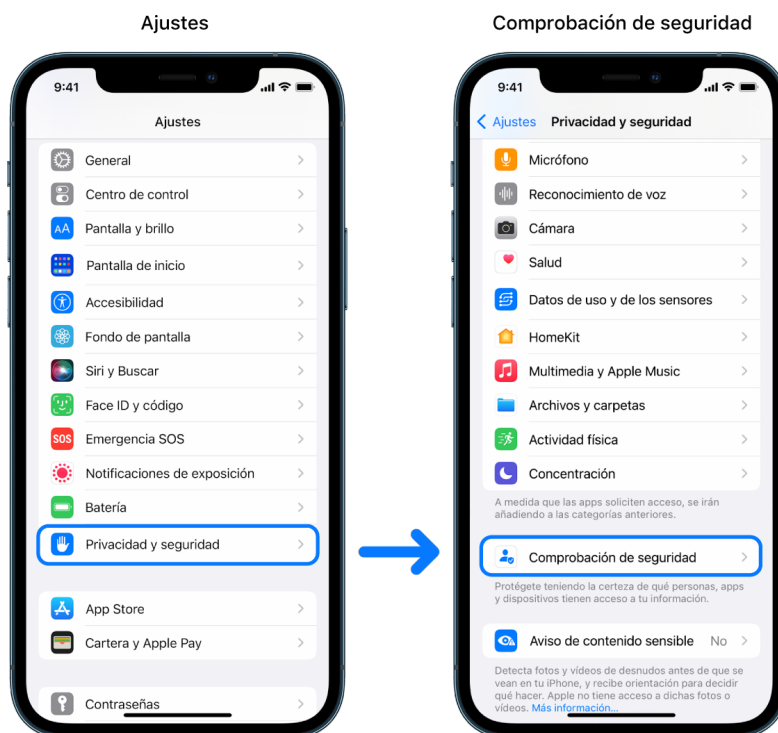 Ajustes
9:41
Ajustes
General
Centro de control
AA
Pantalla y brillo
Pantalla de inicio
Accesibilidad
Fondo de pantalla
Siri y Buscar
Face ID y código
SOS
Emergencia SOS
Notificaciones de exposición
Batería
Privacidad y seguridad
App Store
Cartera y Apple Pay
Contraseñas
Comprobación de seguridad
9:41
Ajustes Privacidad y seguridad
Micrófono
Reconocimiento de voz
Cámara
Salud
Datos de uso y de los sensores
HomeKit
Multimedia y Apple Music
Archivos y carpetas
Actividad física
Concentración
A medida que las apps soliciten acceso, se irán
añadiendo a las categorías anteriores.
Comprobación de seguridad
Protégete teniendo la certeza de qué personas, apps
y dispositivos tienen acceso a tu información.
Aviso de contenido sensible No
Detecta fotos y vídeos de desnudos antes de que se
vean en tu iPhone, y recibe orientación para decidir
qué hacer. Apple no tiene acceso a dichas fotos o
vídeos. Más información...